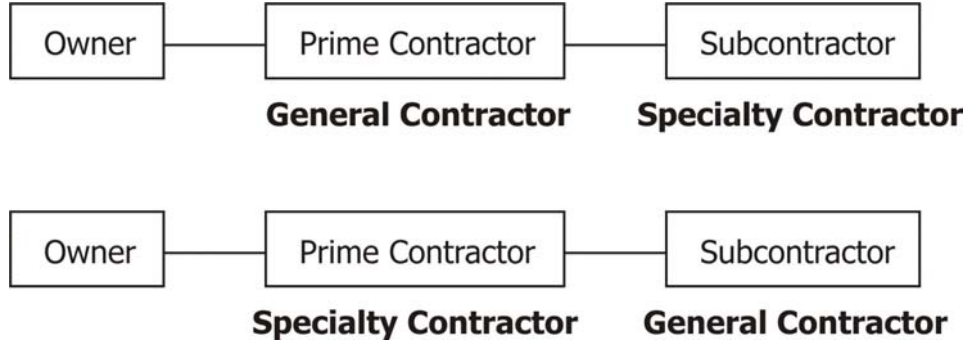 Owner Prime Contractor Subcontractor
General Contractor Specialty Contractor
Owner Prime Contractor Subcontractor
Specialty Contractor General Contractor